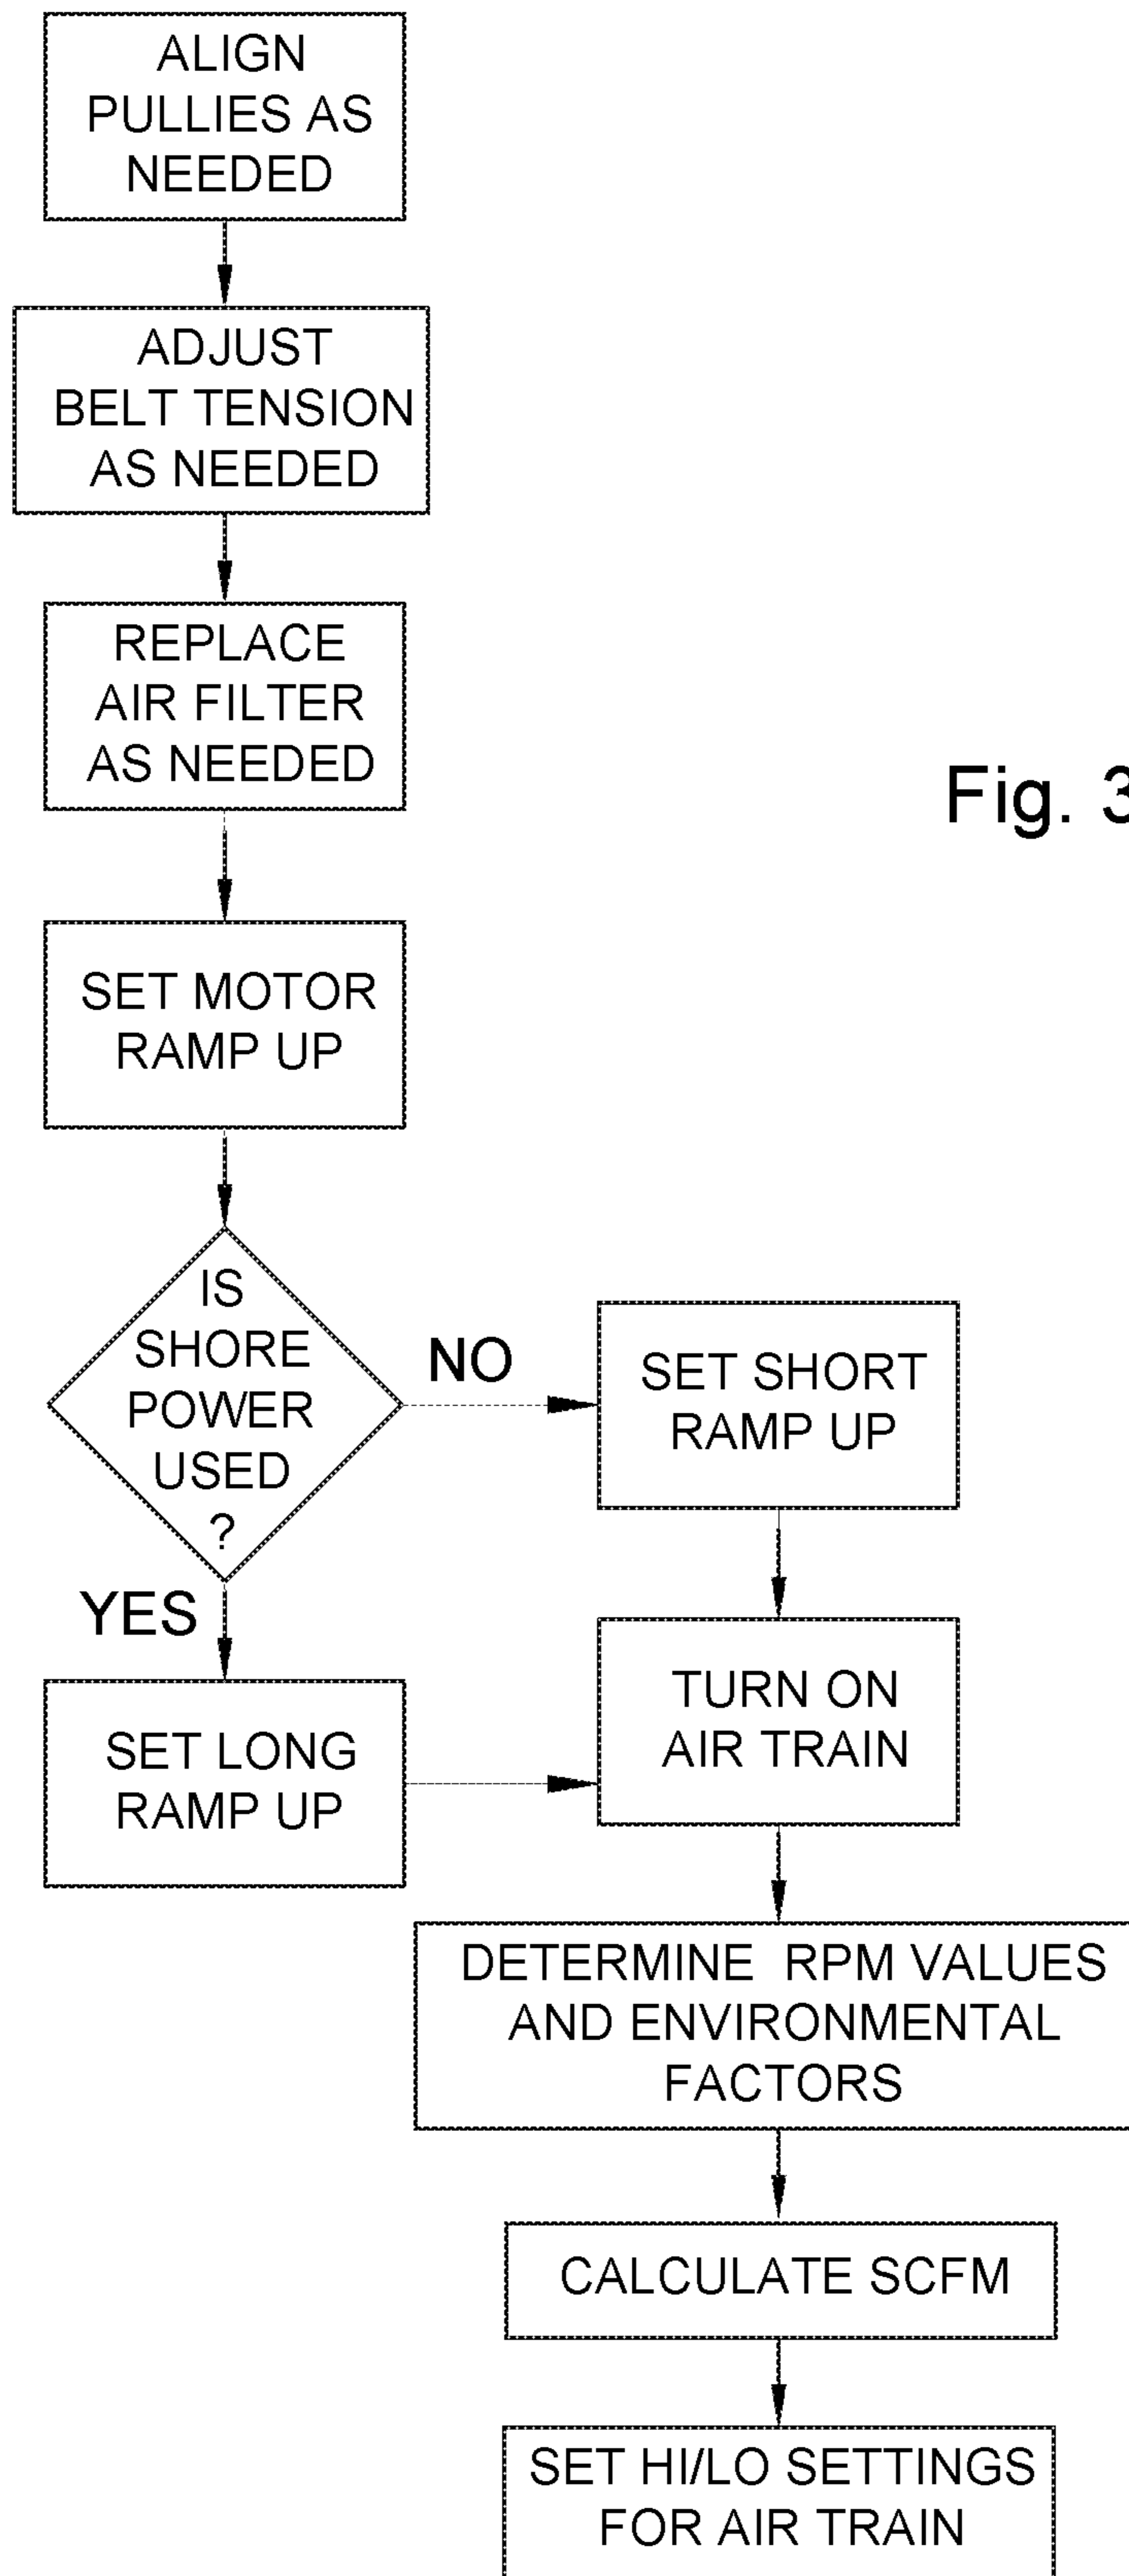 ALIGN
PULLIES AS
NEEDED
ADJUST
BELT TENSION
AS NEEDED
REPLACE
AIR FILTER
AS NEEDED
Fig. 3
SET MOTOR
RAMP UP
IS
SHORE
POWER
USED
?
NO
SET SHORT
RAMP UP
YES
SET LONG
RAMP UP
TURN ON
AIR TRAIN
DETERMINE RPM VALUES
AND ENVIRONMENTAL
FACTORS
CALCULATE SCFM
SET HI/LO SETTINGS
FOR AIR TRAIN